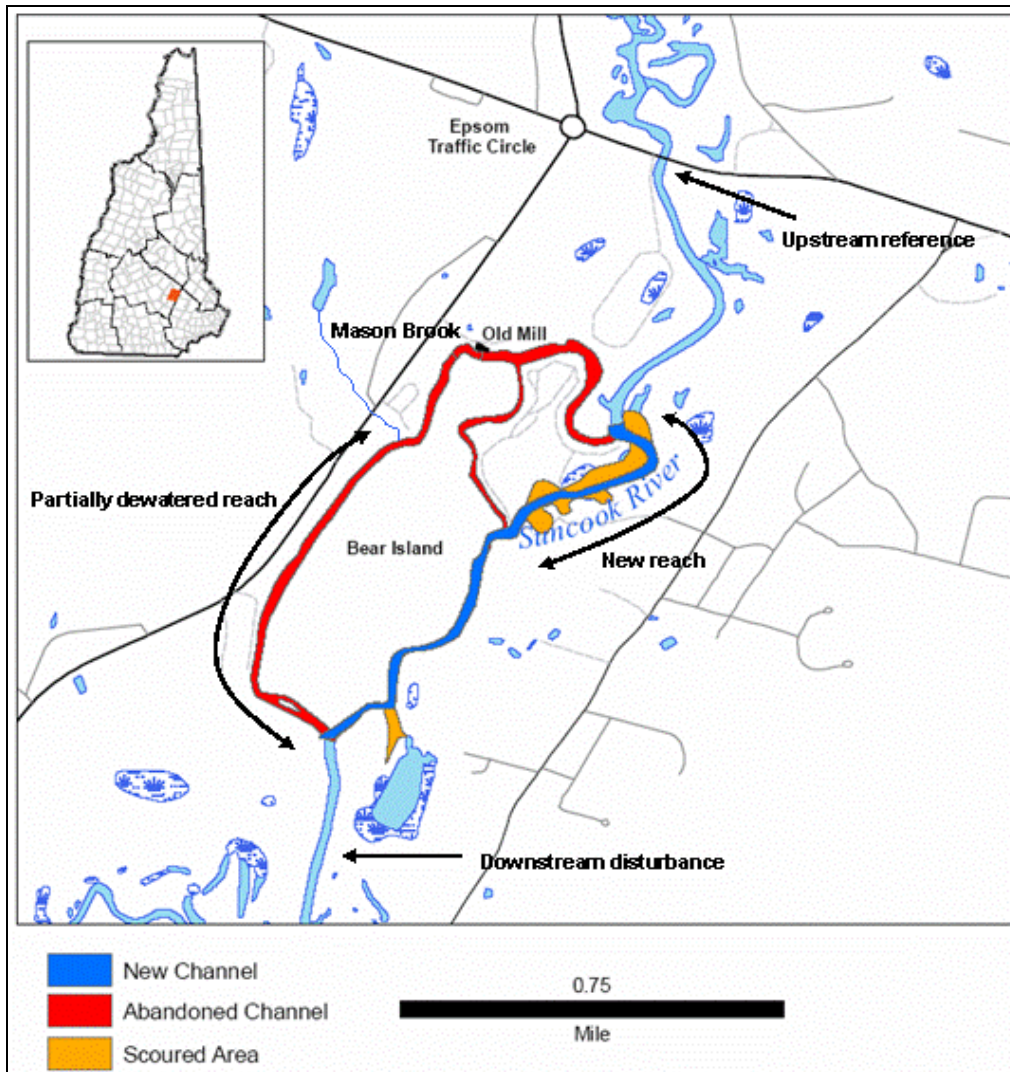 Epsom
Traffic Circle
Upstream reference
Mason Brook
Old Mill
Partially dewatered reach
Suncook River
Bear Island
New reach
Downstream disturbance
New Channel
Abandoned Channel
Scoured Area
0.75
Mile